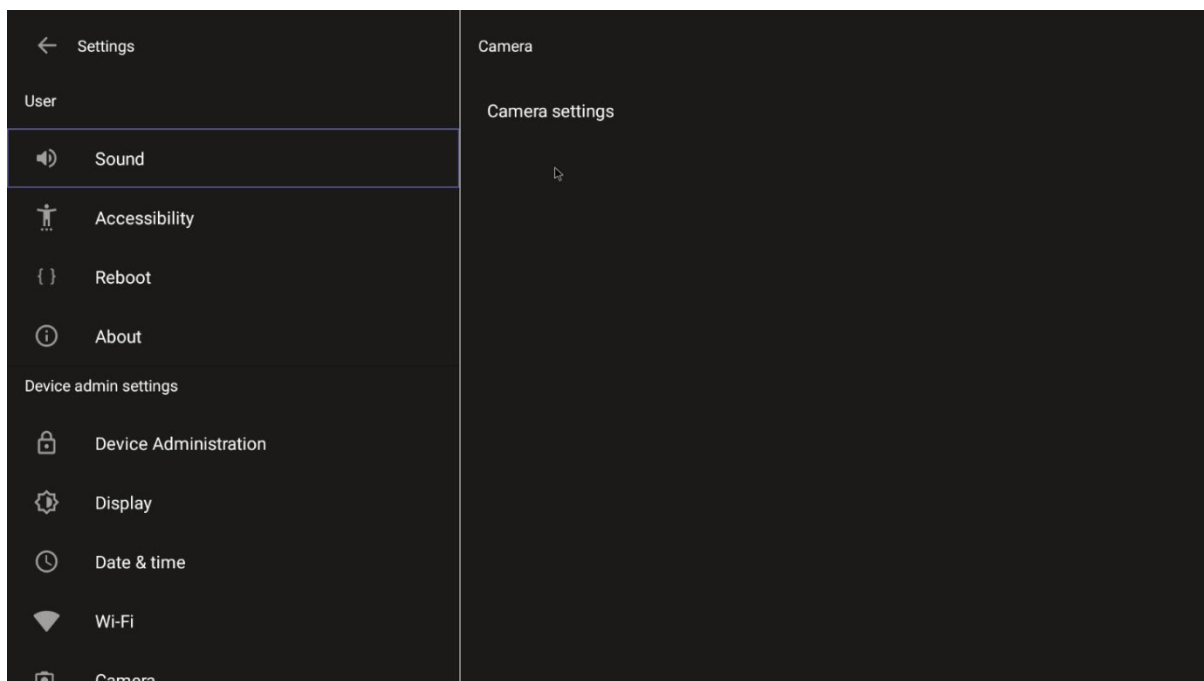 Settings
User
Sound
Accessibility
Reboot
About
Device admin settings
Device Administration
Display
Date & time
Wi-Fi
Camera
Camera
Camera settings